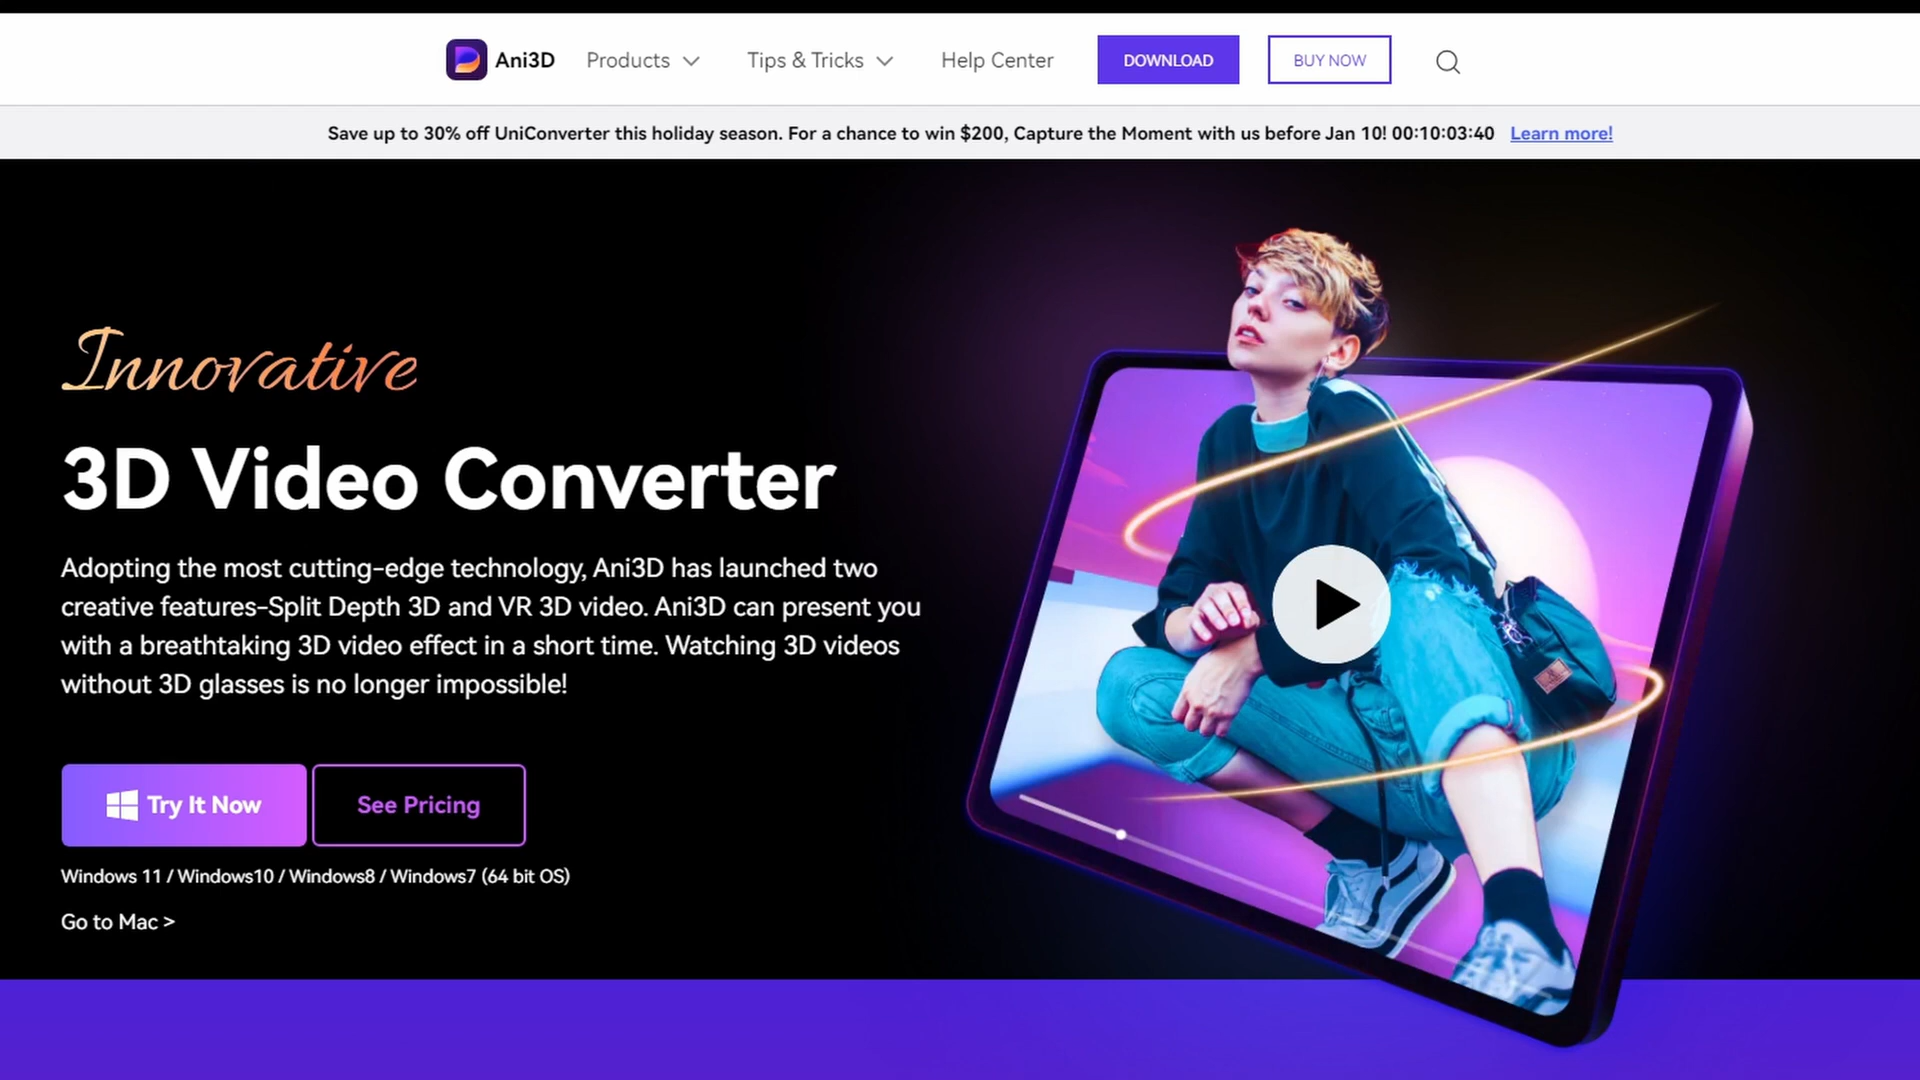 Ani3D
Products
Tips & Tricks
Help Center
DOWNLOAD
BUY NOW
Save up to 30% off UniConverter this holiday season. For a chance to win $200, Capture the Moment with us before Jan 10! 00:10:03:40 Learn more!
Innovative
3D Video Converter
Adopting the most cutting-edge technology, Ani3D has launched two
creative features-Split Depth 3D and VR 3D video. Ani3D can present you
with a breathtaking 3D video effect in a short time. Watching 3D videos
without 3D glasses is no longer impossible!
Try It Now
See Pricing
Windows 11 / Windows10 / Windows8 / Windows7 (64 bit OS)
Go to Mac >